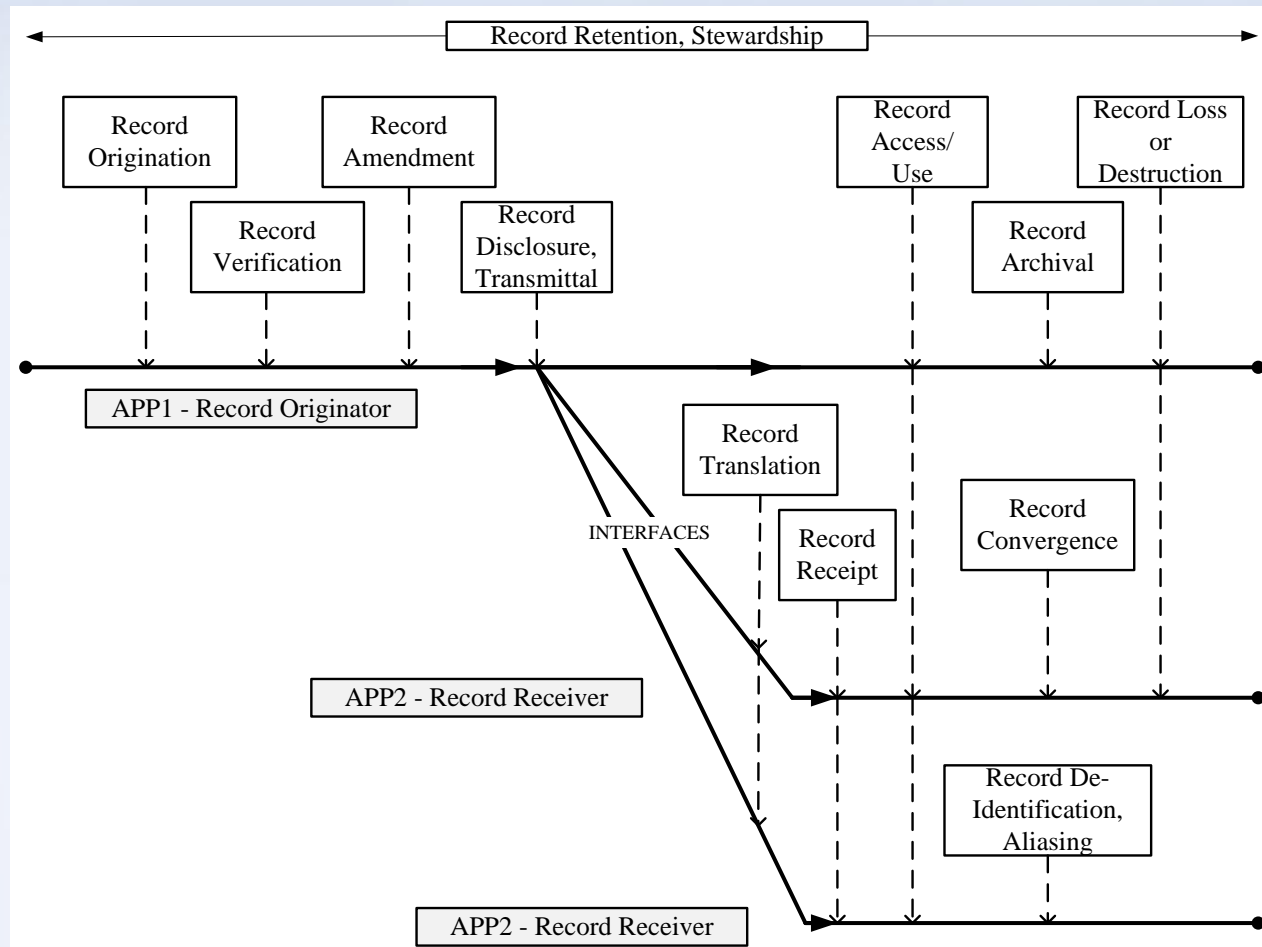 Record Retention, Stewardship
Record
Origination
Record
Verification
Record
Amendment
Record
Disclosure,
Transmittal
Record
Access/
Use
Record
Archival
Record Loss
or
Destruction
APP1 - Record Originator
Record
Translation
INTERFACES
Record
Receipt
Record
Convergence
APP2 - Record Receiver
Record De-
Identification,
Aliasing
APP2 - Record Receiver